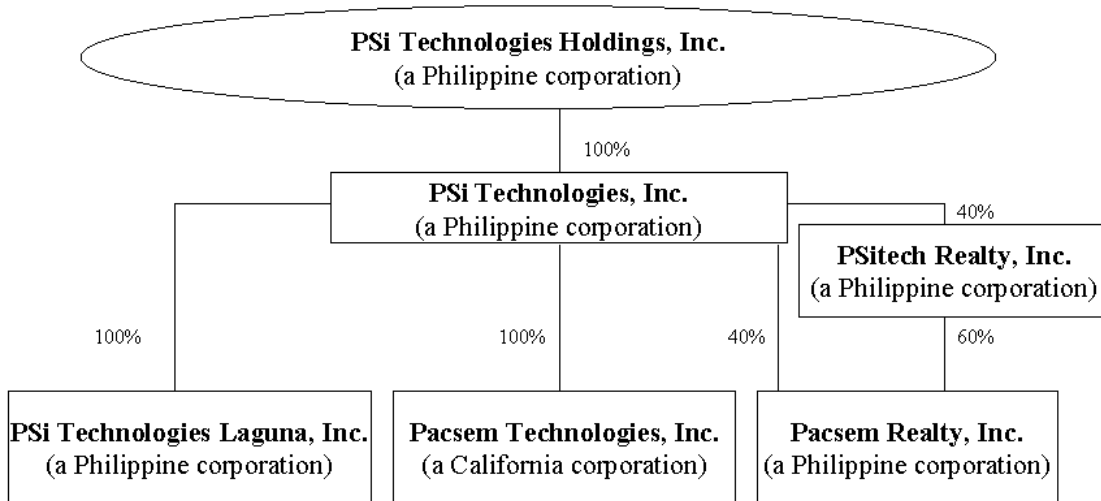 PSi Technologies Holdings, Inc.
(a Philippine corporation)
100%
PSi Technologies, Inc.
(a Philippine corporation)
40%
PSitech Realty, Inc.
(a Philippine corporation)
100%
100%
40%
60%
PSi Technologies Laguna, Inc.
(a Philippine corporation)
Pacsem Technologies, Inc.
(a California corporation)
Pacsem Realty, Inc.
(a Philippine corporation)